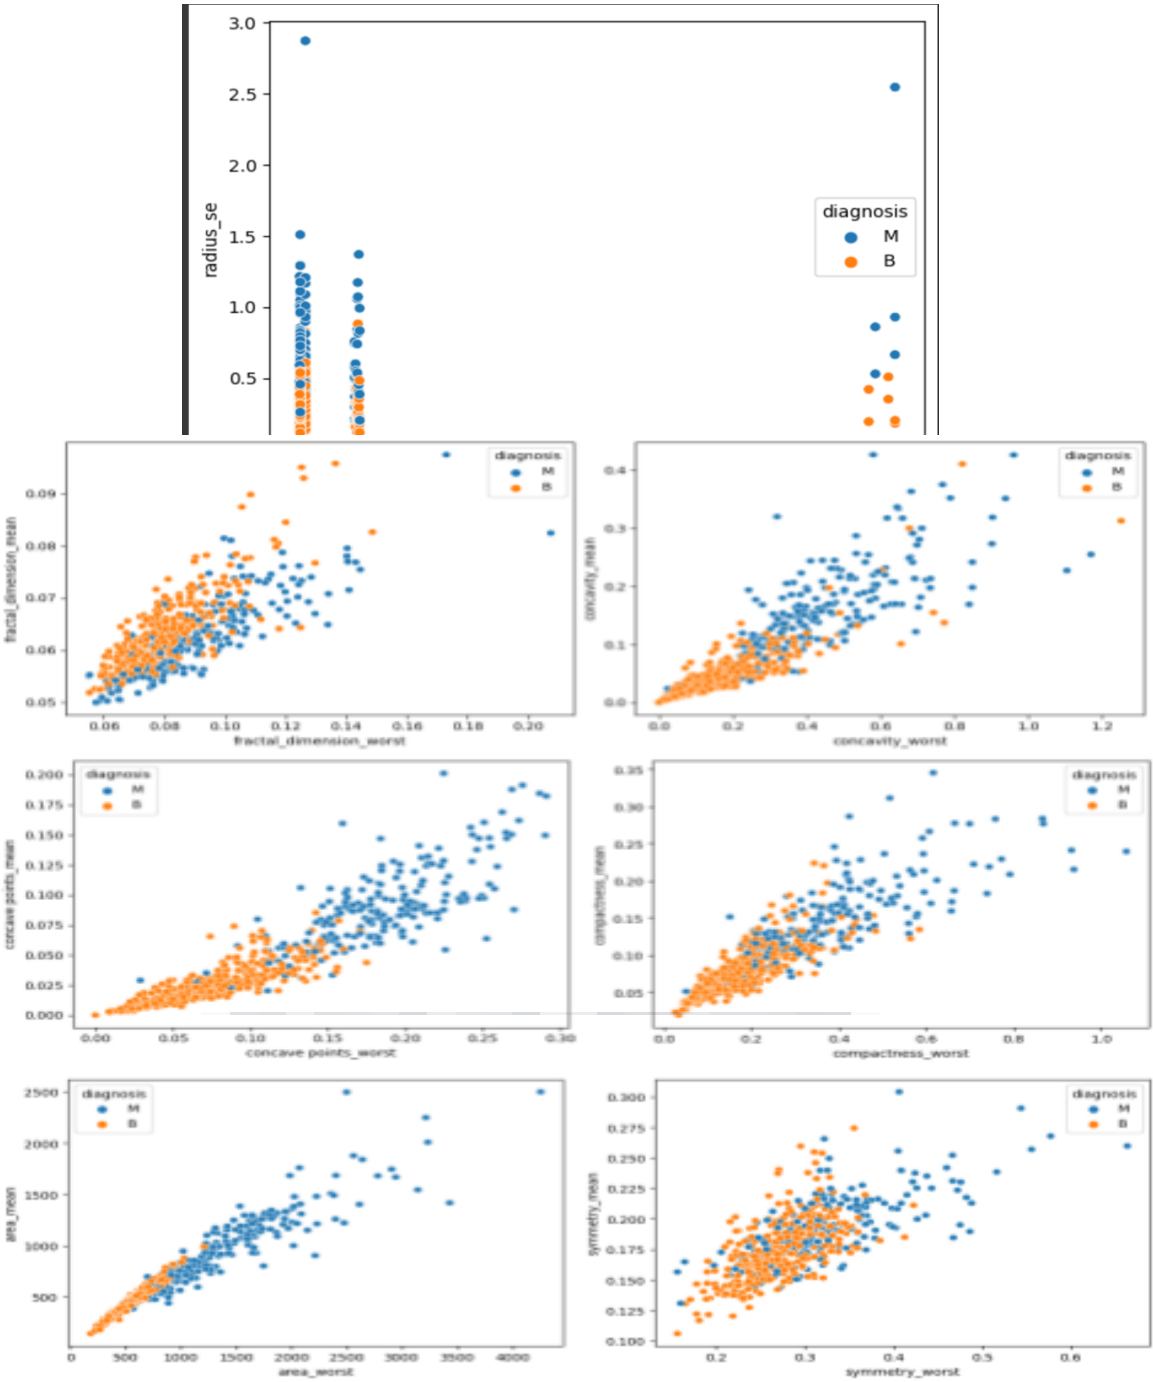 3.0
2.5
2.0
1.5
1.0
0.5
radius_se
diagnosis
M
B
0.09
0.08
0.07
0.06
0.05
fractal_dimension_mean
diagnosis
M
B
0.06 0.08 0.10 0.12 0.14 0.16 0.18 0.20
fractal_dimension_worst
0.4
0.3
0.2
0.1
0.0
concavity_mean
diagnosis
M
B
0.0 0.2 0.4 0.6 0.8 1.0 1.2
concavity_worst
0.200
0.175
0.150
0.125
0.100
0.075
0.050
0.025
0.000
concave points_mean
diagnosis
M
B
0.00 0.05 0.10 0.15 0.20 0.25 0.30
concave points_worst
0.35
0.30
0.25
0.20
0.15
0.10
0.05
compactness_mean
diagnosis
M
B
0.0 0.2 0.4 0.6 0.8 1.0
compactness_worst
2500
2000
1500
1000
500
area_mean
diagnosis
M
B
0 500 1000 1500 2000 2500 3000 3500 4000
area_worst
0.300
0.275
0.250
0.225
0.200
0.175
0.150
0.125
0.100
symmetry_mean
diagnosis
M
B
0.2 0.3 0.4 0.5 0.6
symmetry_worst